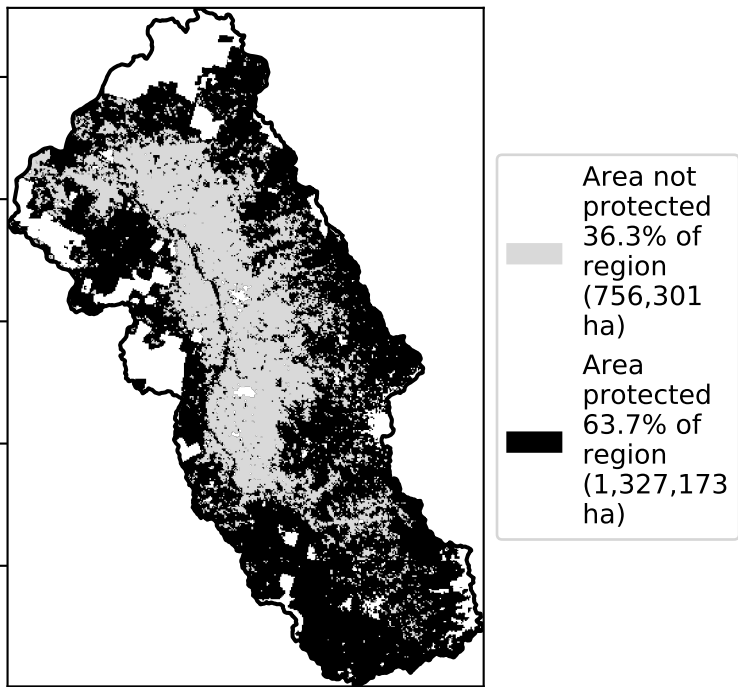 Area not
protected
36.3% of
region
(756,301
ha)
Area
protected
63.7% of
region
(1,327,173
ha)